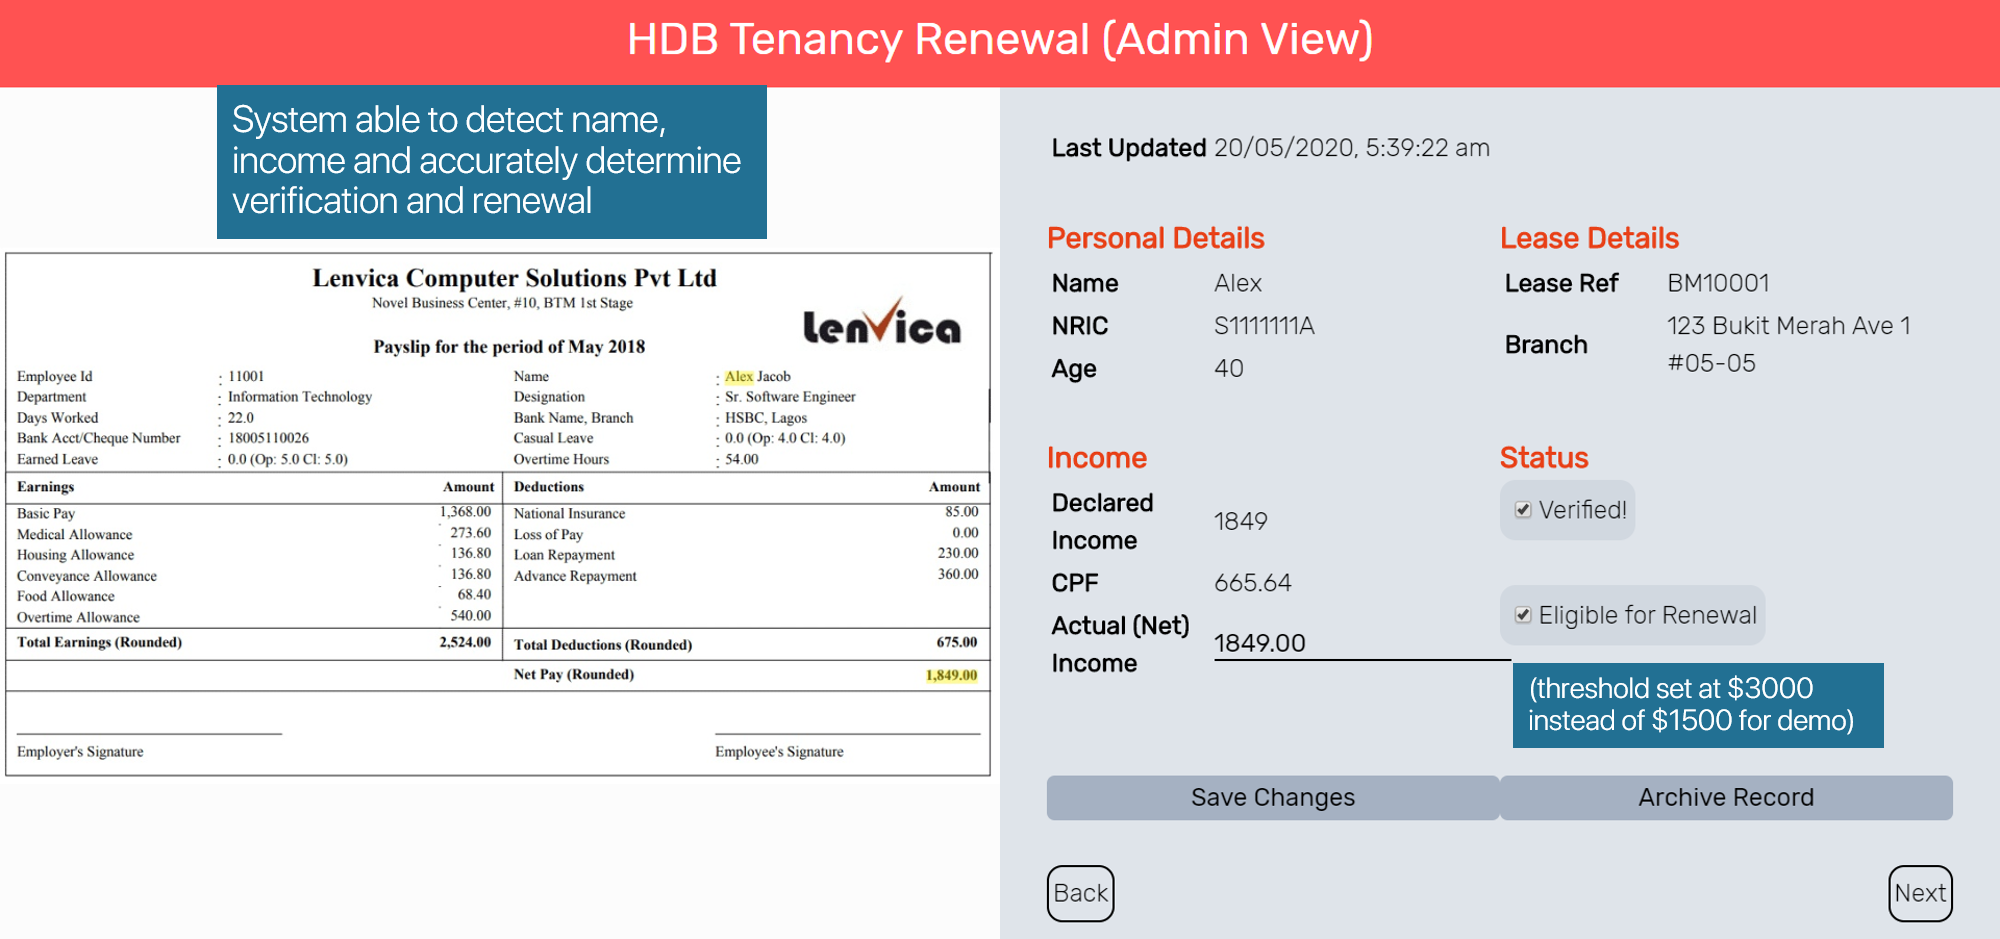 HDB Tenancy Renewal (Admin View)
System able to detect name,
income and accurately determine
verification and renewal
Lenvica Computer Solutions Pvt Ltd
Novel Business Center, #10, BTM 1st Stage
Lenvica
Payslip for the period of May 2018
Employee Id : 11001 Name : Alex Jacob
Department : Information Technology Designation : Sr. Software Engineer
Days Worked : 22.0 Bank Name, Branch : HSBC, Lagos
Bank Acct/Cheque Number : 18005110026 Casual Leave : 0.0 (Op: 4.0 Cl: 4.0)
Earned Leave : 0.0 (Op: 5.0 Cl: 5.0) Overtime Hours : 54.00
Earnings Amount Deductions Amount
Basic Pay 1,368.00 National Insurance 85.00
Medical Allowance 273.60 Loss of Pay 0.00
Housing Allowance 136.80 Loan Repayment 230.00
Conveyance Allowance 136.80 Advance Repayment 360.00
Food Allowance 68.40
Overtime Allowance 540.00
Total Earnings (Rounded) 2,524.00 Total Deductions (Rounded) 675.00
Net Pay (Rounded) 1,849.00
Employer's Signature Employee's Signature
Last Updated 20/05/2020, 5:39:22 am
Personal Details
Name Alex
NRIC S1111111A
Age 40
Lease Details
Lease Ref BM10001
Branch 123 Bukit Merah Ave 1
#05-05
Income
Declared
Income 1849
CPF 665.64
Actual (Net)
Income 1849.00
Status
Verified!
Eligible for Renewal
(threshold set at $3000
instead of $1500 for demo)
Save Changes Archive Record
Back Next